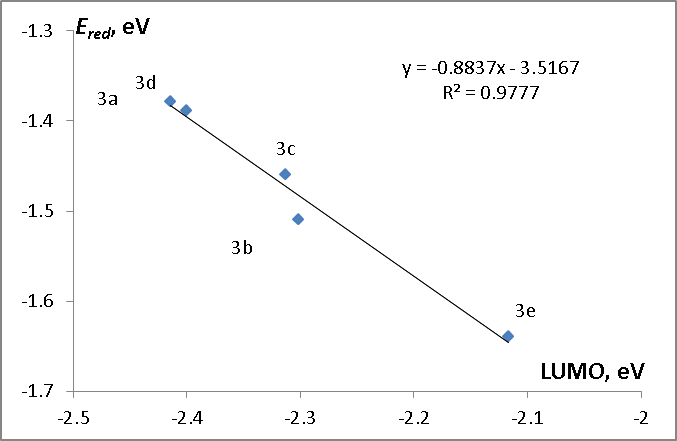 Ered, eV
-1.3
y = -0.8837x - 3.5167
R² = 0.9777
3d
3a
-1.4
3c
-1.5
3b
-1.6
3e
LUMO, eV
-1.7
-2.5 -2.4 -2.3 -2.2 -2.1 -2